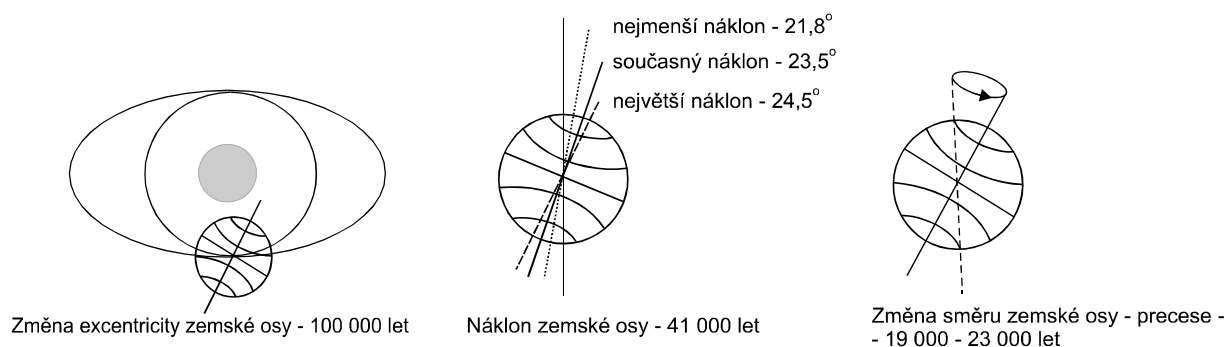 nejmenší náklon - 21,8°
současný náklon - 23,5°
největší náklon - 24,5°
Změna excentricity zemské osy - 100 000 let
Náklon zemské osy - 41 000 let
Změna směru zemské osy - precese -
- 19 000 - 23 000 let